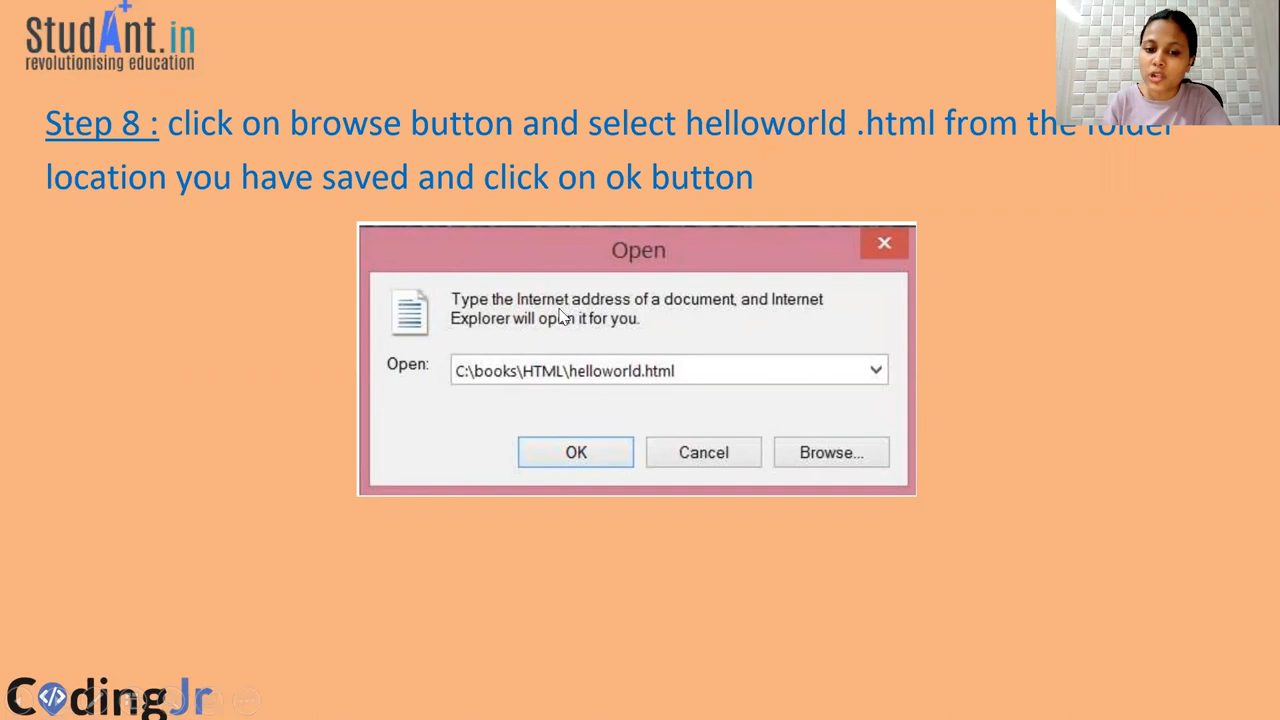 StudAnt.in
revolutionising education
Step 8 : click on browse button and select helloworld .html from the folder
location you have saved and click on ok button
Open
Type the Internet address of a document, and Internet
Explorer will open it for you.
Open: C:\books\HTML\helloworld.html
OK Cancel Browse...
CodingJr